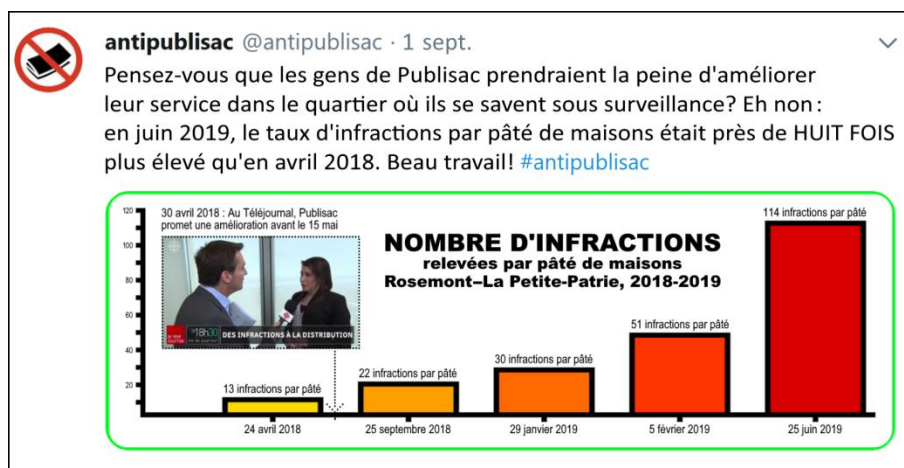 antipublisac @antipublisac · 1 sept.
Pensez-vous que les gens de Publisac prendraient la peine d'améliorer
leur service dans le quartier où ils se savent sous surveillance? Eh non :
en juin 2019, le taux d'infractions par pâté de maisons était près de HUIT FOIS
plus élevé qu'en avril 2018. Beau travail! #antipublisac
30 avril 2018 : Au Téléjournal, Publisac
promet une amélioration avant le 15 mai
NOMBRE D'INFRACTIONS
relevées par pâté de maisons
Rosemont–La Petite-Patrie, 2018-2019
18h30
DES INFRACTIONS À LA DISTRIBUTION
120
100
80
60
40
20
13 infractions par pâté
22 infractions par pâté
30 infractions par pâté
51 infractions par pâté
114 infractions par pâté
24 avril 2018
25 septembre 2018
29 janvier 2019
5 février 2019
25 juin 2019